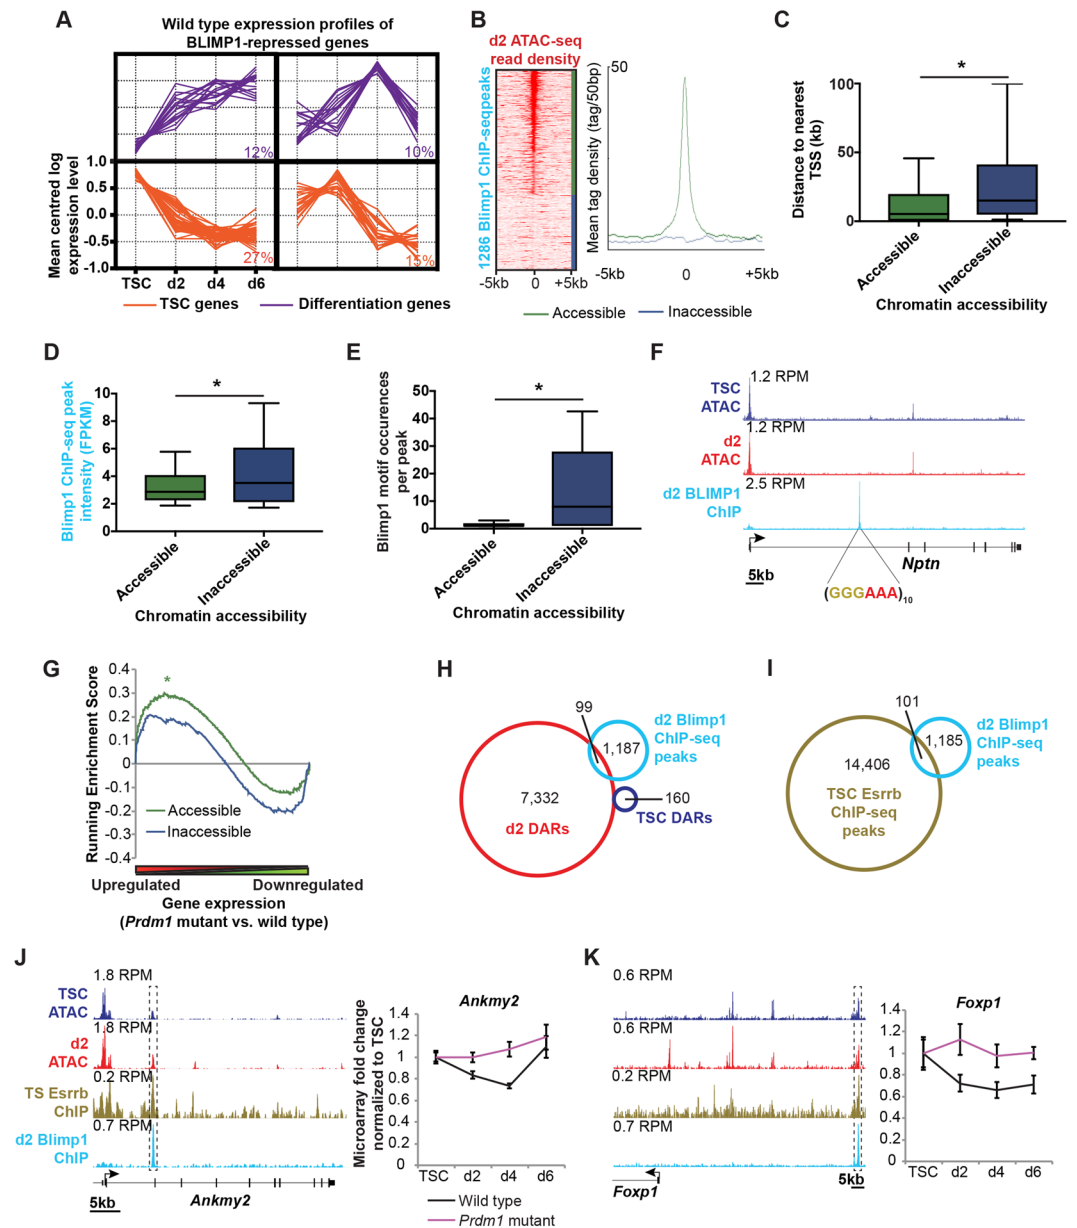 A
Wild type expression profiles of
BLIMP1-repressed genes
12%
10%
27%
15%
Mean centred log
expression level
1.0
0.5
0.0
-0.5
-1.0
TSC d2 d4 d6
TSC genes
Differentiation genes
B
d2 ATAC-seq
read density
1286 Blimp1 ChIP-seqpeaks
-5kb 0 +5kb
Mean tag density (tag/50bp)
50
-5kb 0 +5kb
Accessible
Inaccessible
C
Distance to nearest
TSS (kb)
100
50
0
*
Accessible
Inaccessible
Chromatin accessibility
D
Blimp1 ChIP-seq peak
intensity (FPKM)
10
8
6
4
2
0
*
Accessible
Inaccessible
Chromatin accessibility
E
Blimp1 motif occurences
per peak
50
40
30
20
10
0
*
Accessible
Inaccessible
Chromatin accessibility
F
1.2 RPM
TSC
ATAC
1.2 RPM
d2
ATAC
2.5 RPM
d2 BLIMP1
ChIP
5kb
Nptn
(GGGAAA)10
G
Running Enrichment Score
0.4
0.3
0.2
0.1
0
-0.1
-0.2
-0.3
-0.4
*
Accessible
Inaccessible
Upregulated
Downregulated
Gene expression
(Prdm1 mutant vs. wild type)
H
99
1,187
d2 Blimp1
ChIP-seq
peaks
7,332
d2 DARs
160
TSC DARs
I
101
1,185
d2 Blimp1
ChIP-seq
peaks
14,406
TSC Esrrb
ChIP-seq
peaks
J
1.8 RPM
TSC
ATAC
1.8 RPM
d2
ATAC
0.2 RPM
TS Esrrb
ChIP
0.7 RPM
d2 Blimp1
ChIP
5kb
Ankmy2
Microarray fold change
normalized to TSC
Ankmy2
1.4
1.2
1
0.8
0.6
0.4
0.2
0
TSC d2 d4 d6
Wild type
Prdm1 mutant
K
0.6 RPM
0.6 RPM
0.2 RPM
0.7 RPM
Foxp1
5kb
Foxp1
1.4
1.2
1
0.8
0.6
0.4
0.2
0
TSC d2 d4 d6